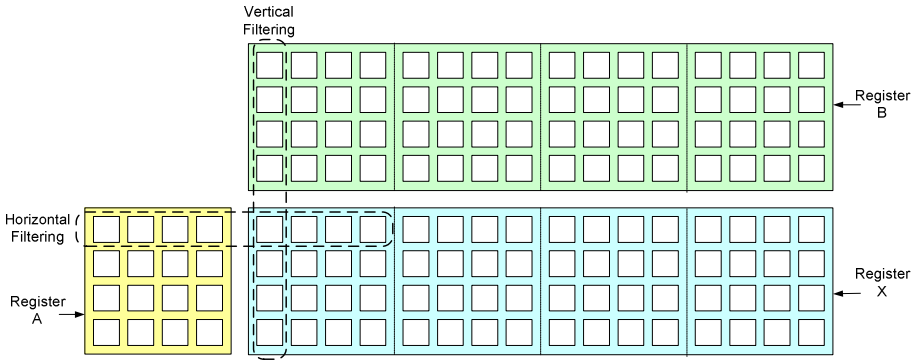 Vertical
Filtering
Register
B
Horizontal
Filtering
Register
A
Register
X